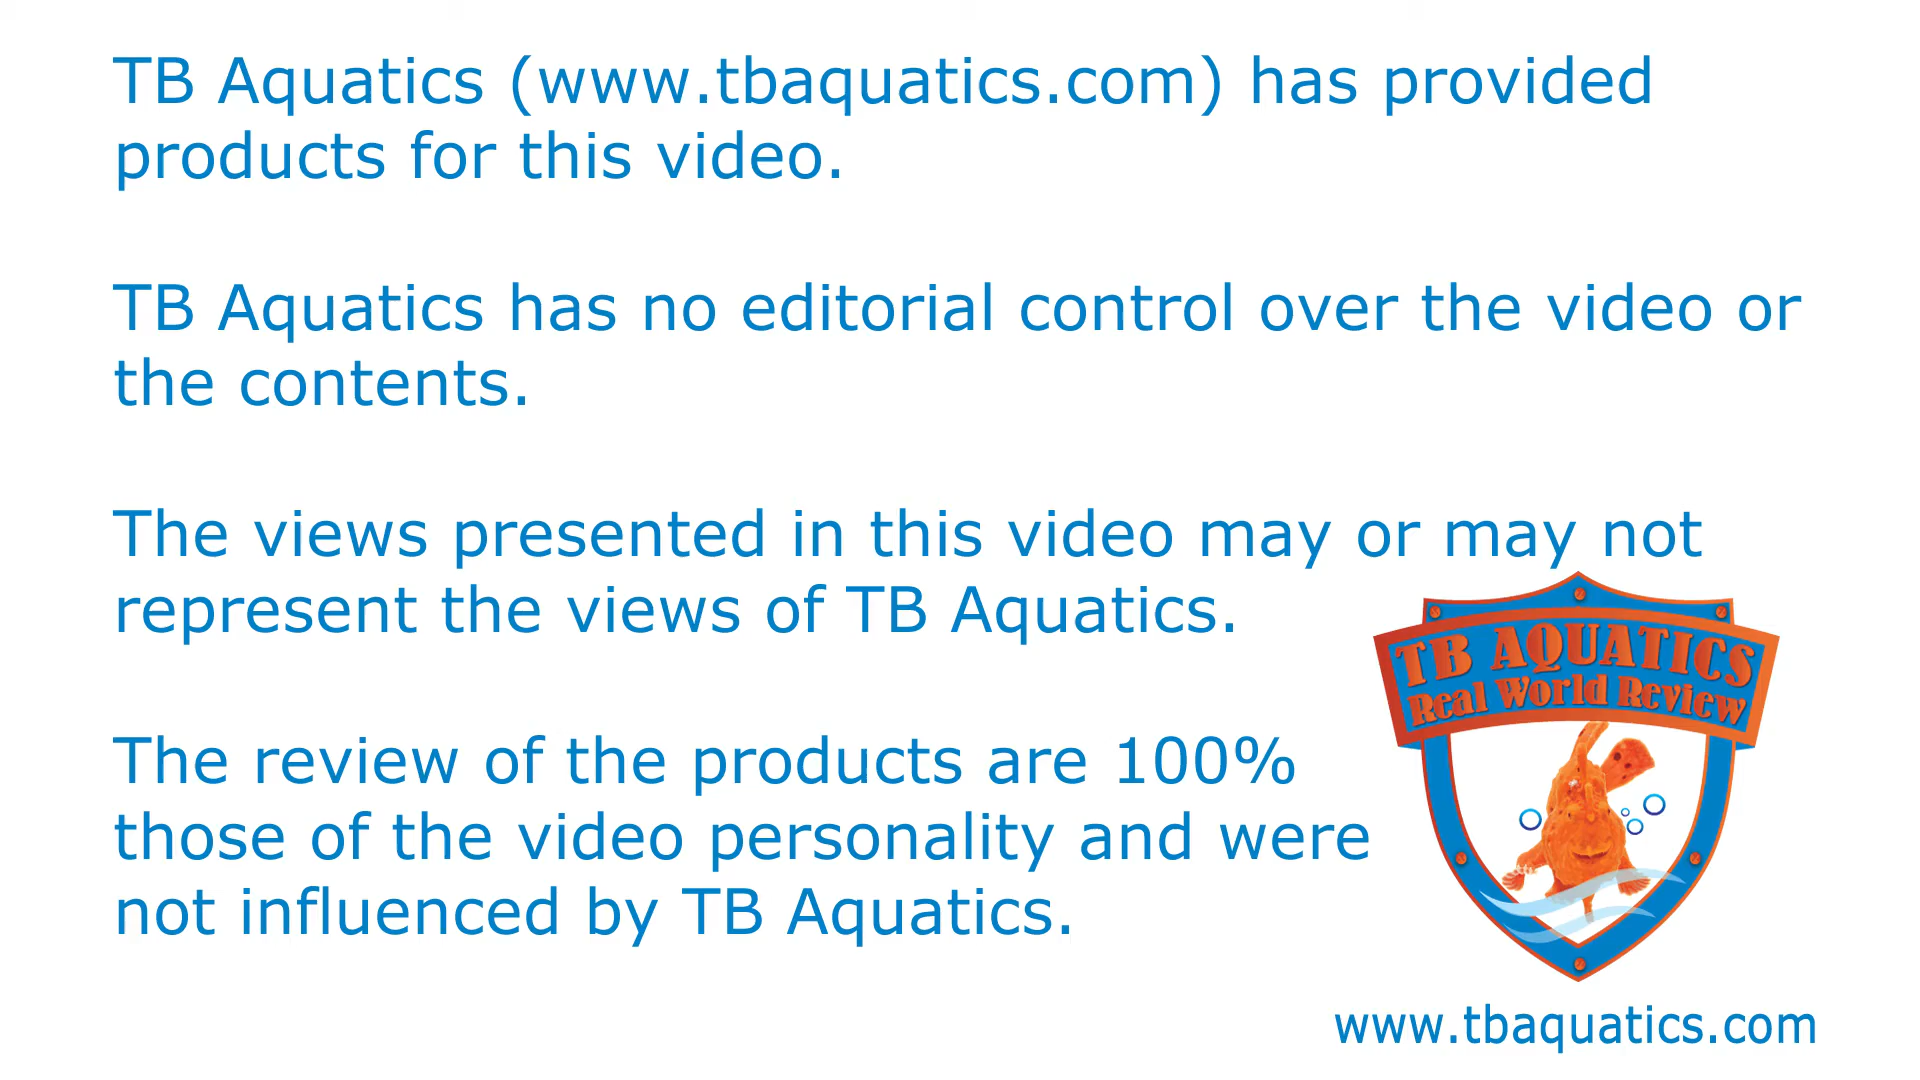 TB Aquatics (www.tbaquatics.com) has provided
products for this video.
TB Aquatics has no editorial control over the video or
the contents.
The views presented in this video may or may not
represent the views of TB Aquatics.
The review of the products are 100%
those of the video personality and were
not influenced by TB Aquatics.
TB AQUATICS
Real World Review
www.tbaquatics.com